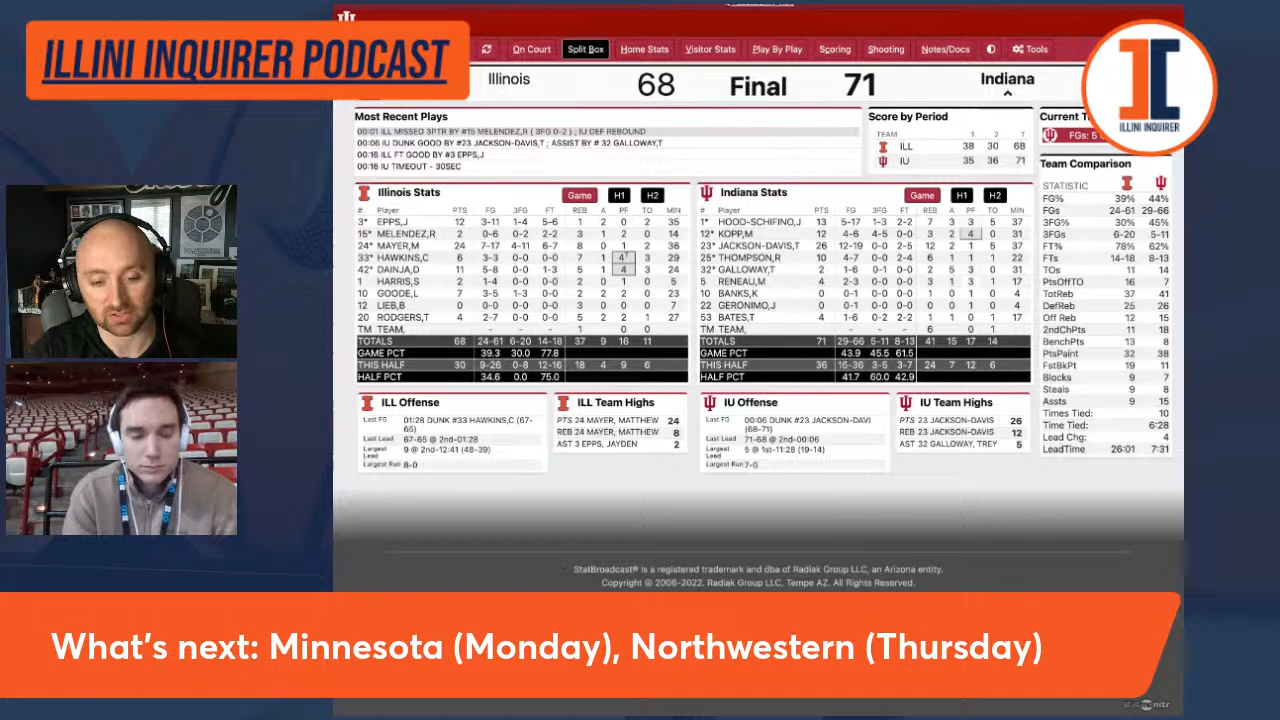 ILLINI INQUIRER PODCAST
On Court Split Box Home Stats Visitor Stats Play By Play Scoring Shooting Notes/Docs Tools
Illinois 68 Final 71 Indiana
ILLINI INQUIRER
Most Recent Plays
00:01 ILL MISSED 3PTR BY #15 MELENDEZ,R ( 3FG 0-2 ) ; IU DEF REBOUND
00:06 IU DUNK GOOD BY #23 JACKSON-DAVIS,T ; ASSIST BY # 32 GALLOWAY,T
00:16 ILL FT GOOD BY #3 EPPS,J
00:16 IU TIMEOUT - 30SEC
Score by Period
TEAM 1 2 T
ILL 38 30 68
IU 35 36 71
FGs: 5
Illinois Stats Game H1 H2
# Player PTS FG 3FG FT REB A PF TO MIN
3* EPPS,J 12 3-11 1-4 5-6 1 2 0 2 35
15* MELENDEZ,R 2 0-6 0-2 2-2 3 1 2 0 14
24* MAYER,M 24 7-17 4-11 6-7 8 0 1 2 36
33* HAWKINS,C 6 3-3 0-0 0-0 7 1 4 3 29
42* DAINJA,D 11 5-8 0-0 1-3 5 1 4 3 24
1 HARRIS,S 2 1-4 0-0 0-0 2 0 1 0 5
10 GOODE,L 7 3-5 1-3 0-0 2 2 2 0 23
12 LIEB,B 0 0-0 0-0 0-0 0 0 0 0 7
20 RODGERS,T 4 2-7 0-0 0-0 5 2 2 1 27
TM TEAM, - - - - 1 0 0
TOTALS 68 24-61 6-20 14-18 37 9 16 11
GAME PCT 39.3 30.0 77.8
THIS HALF 30 9-26 0-8 12-16 18 4 9 6
HALF PCT 34.6 0.0 75.0
Indiana Stats Game H1 H2
# Player PTS FG 3FG FT REB A PF TO MIN
1* HOOD-SCHIFINO,J 13 5-17 1-3 2-2 7 3 3 5 37
12* KOPP,M 12 4-6 4-5 0-0 3 2 4 0 31
23* JACKSON-DAVIS,T 26 12-19 0-0 2-5 12 2 1 5 37
25* THOMPSON,R 6 2-7 0-0 2-4 6 1 1 1 22
32* GALLOWAY,T 2 1-6 0-1 0-0 2 5 3 0 31
5 RENEAU,M 8 4-7 0-0 0-0 3 1 3 1 17
10 BANKS,K 0 0-1 0-1 0-0 1 0 1 0 4
22 GERONIMO,J 0 0-1 0-0 0-0 0 0 0 1 4
53 BATES,T 4 1-6 0-0 2-2 1 1 0 1 17
TM TEAM, - - - - 6 0 1
TOTALS 71 29-66 5-11 8-13 41 15 17 14
GAME PCT 43.9 45.5 61.5
THIS HALF 36 15-36 3-5 3-7 24 7 12 6
HALF PCT 41.7 60.0 42.9
Team Comparison
STATISTIC
FG% 39% 44%
FGs 24-61 29-66
3FG% 30% 45%
3FGs 6-20 5-11
FT% 78% 62%
FTs 14-18 8-13
TOs 11 14
PtsOffTO 16 7
TotReb 37 41
DefReb 25 26
OffReb 12 15
2ndChPts 11 18
BenchPts 13 8
PtsPaint 32 38
FstBkPt 19 11
Blocks 9 7
Steals 9 8
Assts 9 15
Times Tied: 10
Time Tied: 6:28
Lead Chg: 4
LeadTime 26:01 7:31
ILL Offense
Last FG 01:28 DUNK #33 HAWKINS,C (67-65)
Last Lead 67-65 @ 2nd-01:28
Largest Lead 9 @ 2nd-12:41 (48-39)
Largest Run 8-0
ILL Team Highs
PTS 24 MAYER, MATTHEW 24
REB 24 MAYER, MATTHEW 8
AST 3 EPPS, JAYDEN 2
IU Offense
Last FG 00:06 DUNK #23 JACKSON-DAVI (68-71)
Last Lead 71-68 @ 2nd-00:06
Largest Lead 5 @ 1st-11:28 (19-14)
Largest Run 7-0
IU Team Highs
PTS 23 JACKSON-DAVIS 26
REB 23 JACKSON-DAVIS 12
AST 32 GALLOWAY, TREY 5
StatBroadcast® is a registered trademark and dba of Radiak Group LLC, an Arizona entity.
Copyright © 2006-2022. Radiak Group LLC, Tempe AZ. All Rights Reserved.
What's next: Minnesota (Monday), Northwestern (Thursday)